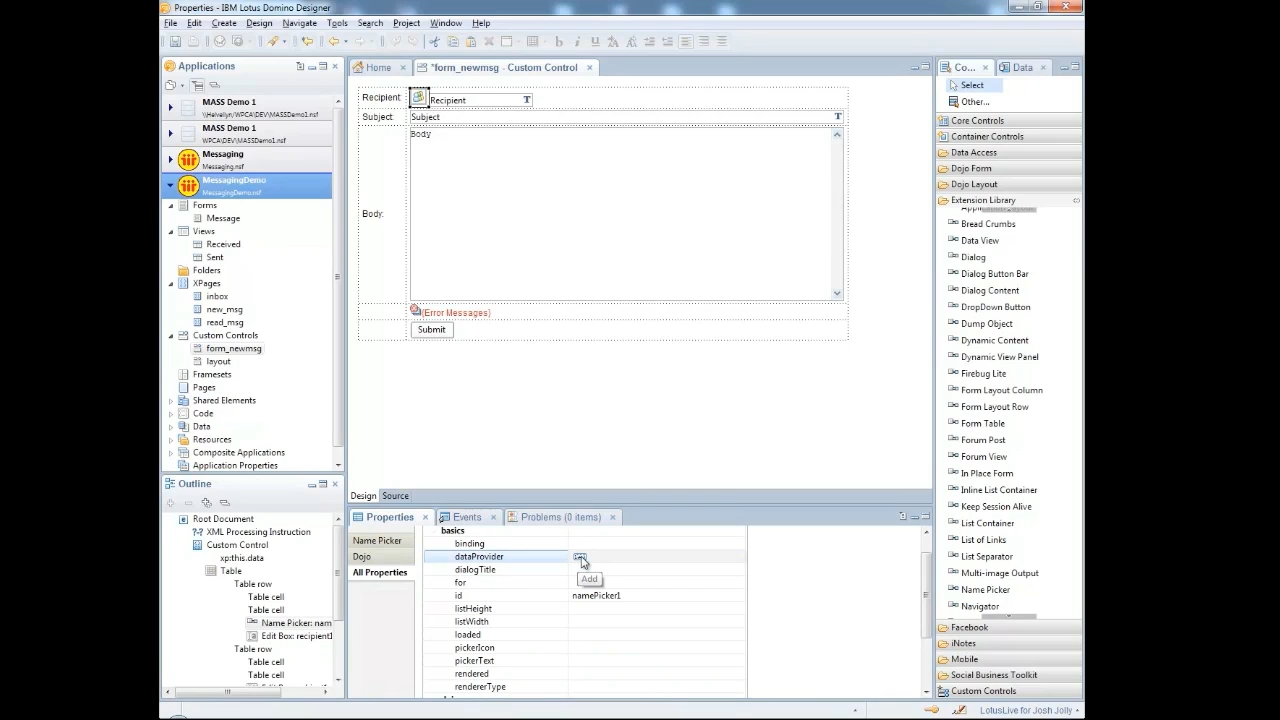 Properties - IBM Lotus Domino Designer
File Edit Create Design Navigate Tools Search Project Window Help
Applications
MASS Demo 1
\\Hevellyn/WPCA\DEV\MASSDemo1.nsf
MASS Demo 1
WPCA\DEV\MASSDemo1.nsf
Messaging
Messaging.nsf
MessagingDemo
MessagingDemo.nsf
Forms
Message
Views
Received
Sent
Folders
XPages
inbox
new_msg
read_msg
Custom Controls
form_newmsg
layout
Framesets
Pages
Shared Elements
Code
Data
Resources
Composite Applications
Application Properties
Outline
Root Document
XML Processing Instruction
Custom Control
xp:this.data
Table
Table row
Table cell
Table cell
Name Picker: nam
Edit Box: recipient1
Table row
Table cell
Table cell
Home
*form_newmsg - Custom Control
Recipient: Recipient
Subject: Subject
Body
Body:
(Error Messages)
Submit
Design Source
Properties Events Problems (0 items)
Name Picker
Dojo
All Properties
basics
binding
dataProvider
dialogTitle
for
id namePicker1
listHeight
listWidth
loaded
pickerIcon
pickerText
rendered
rendererType
Add
Co... Data
Select
Other...
Core Controls
Container Controls
Data Access
Dojo Form
Dojo Layout
Extension Library
Bread Crumbs
Data View
Dialog
Dialog Button Bar
Dialog Content
DropDown Button
Dump Object
Dynamic Content
Dynamic View Panel
Firebug Lite
Form Layout Column
Form Layout Row
Form Table
Forum Post
Forum View
In Place Form
Inline List Container
Keep Session Alive
List Container
List of Links
List Separator
Multi-image Output
Name Picker
Navigator
Facebook
iNotes
Mobile
Social Business Toolkit
Custom Controls
LotusLive for Josh Jolly